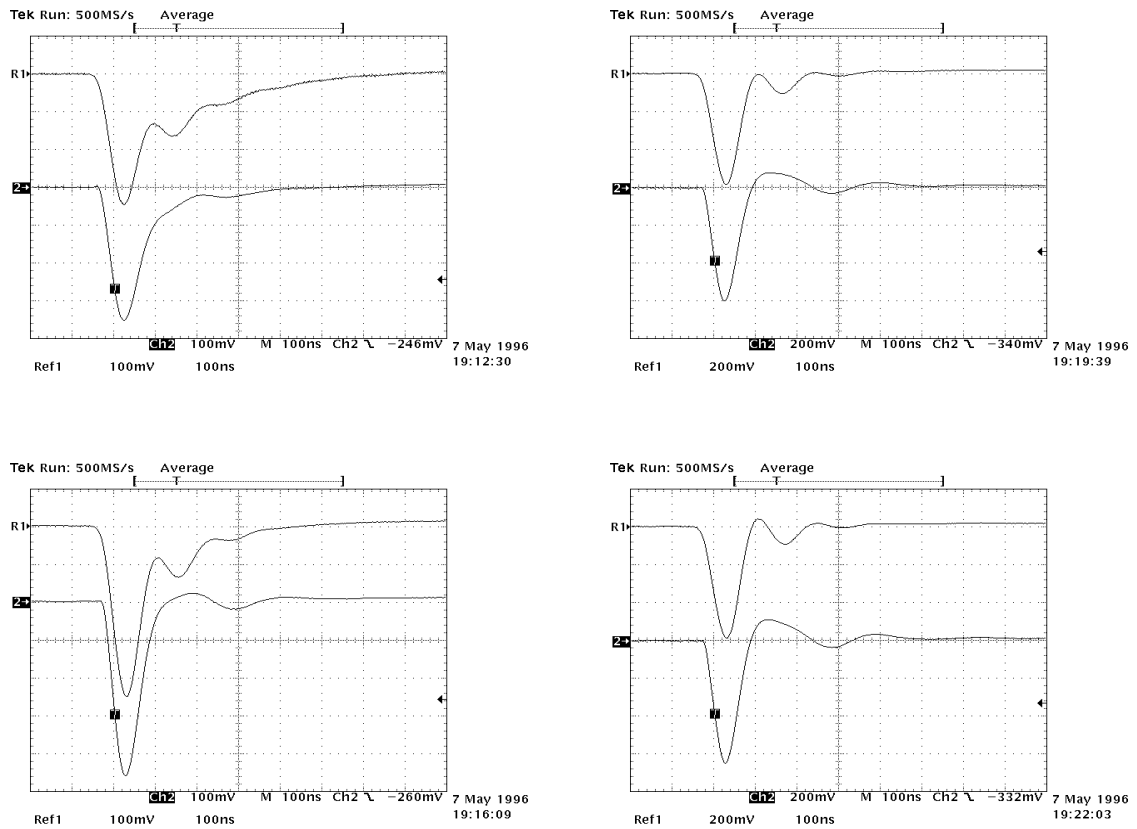 Tek Run: 500MS/s Average
[ T ]
R1
2
T
Ch2 100mV M 100ns Ch2 -246mV
Ref1 100mV 100ns
7 May 1996
19:12:30
Tek Run: 500MS/s Average
[ T ]
R1
2
T
Ch2 200mV M 100ns Ch2 -340mV
Ref1 200mV 100ns
7 May 1996
19:19:39
Tek Run: 500MS/s Average
[ T ]
R1
2
T
Ch2 100mV M 100ns Ch2 -260mV
Ref1 100mV 100ns
7 May 1996
19:16:09
Tek Run: 500MS/s Average
[ T ]
R1
2
T
Ch2 200mV M 100ns Ch2 -332mV
Ref1 200mV 100ns
7 May 1996
19:22:03